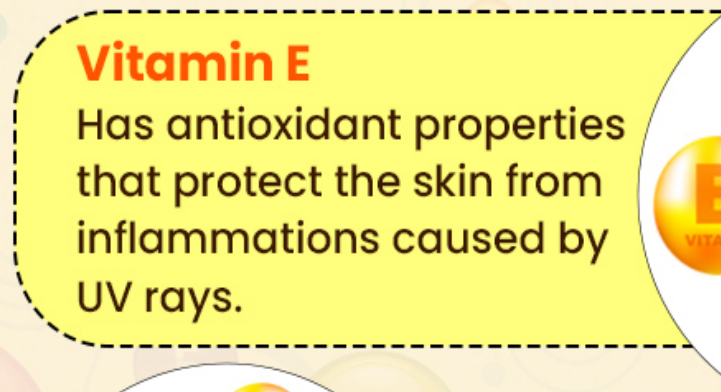 Vitamin E
Has antioxidant properties
that protect the skin from
inflammations caused by
UV rays.